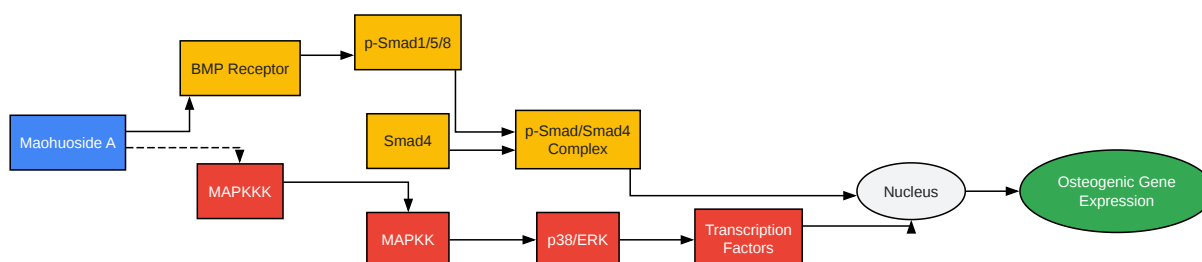 p-Smad1/5/8
BMP Receptor
Maohuoside A
Smad4
p-Smad/Smad4
Complex
MAPKKK
MAPKK
p38/ERK
Transcription
Factors
Nucleus
Osteogenic Gene
Expression